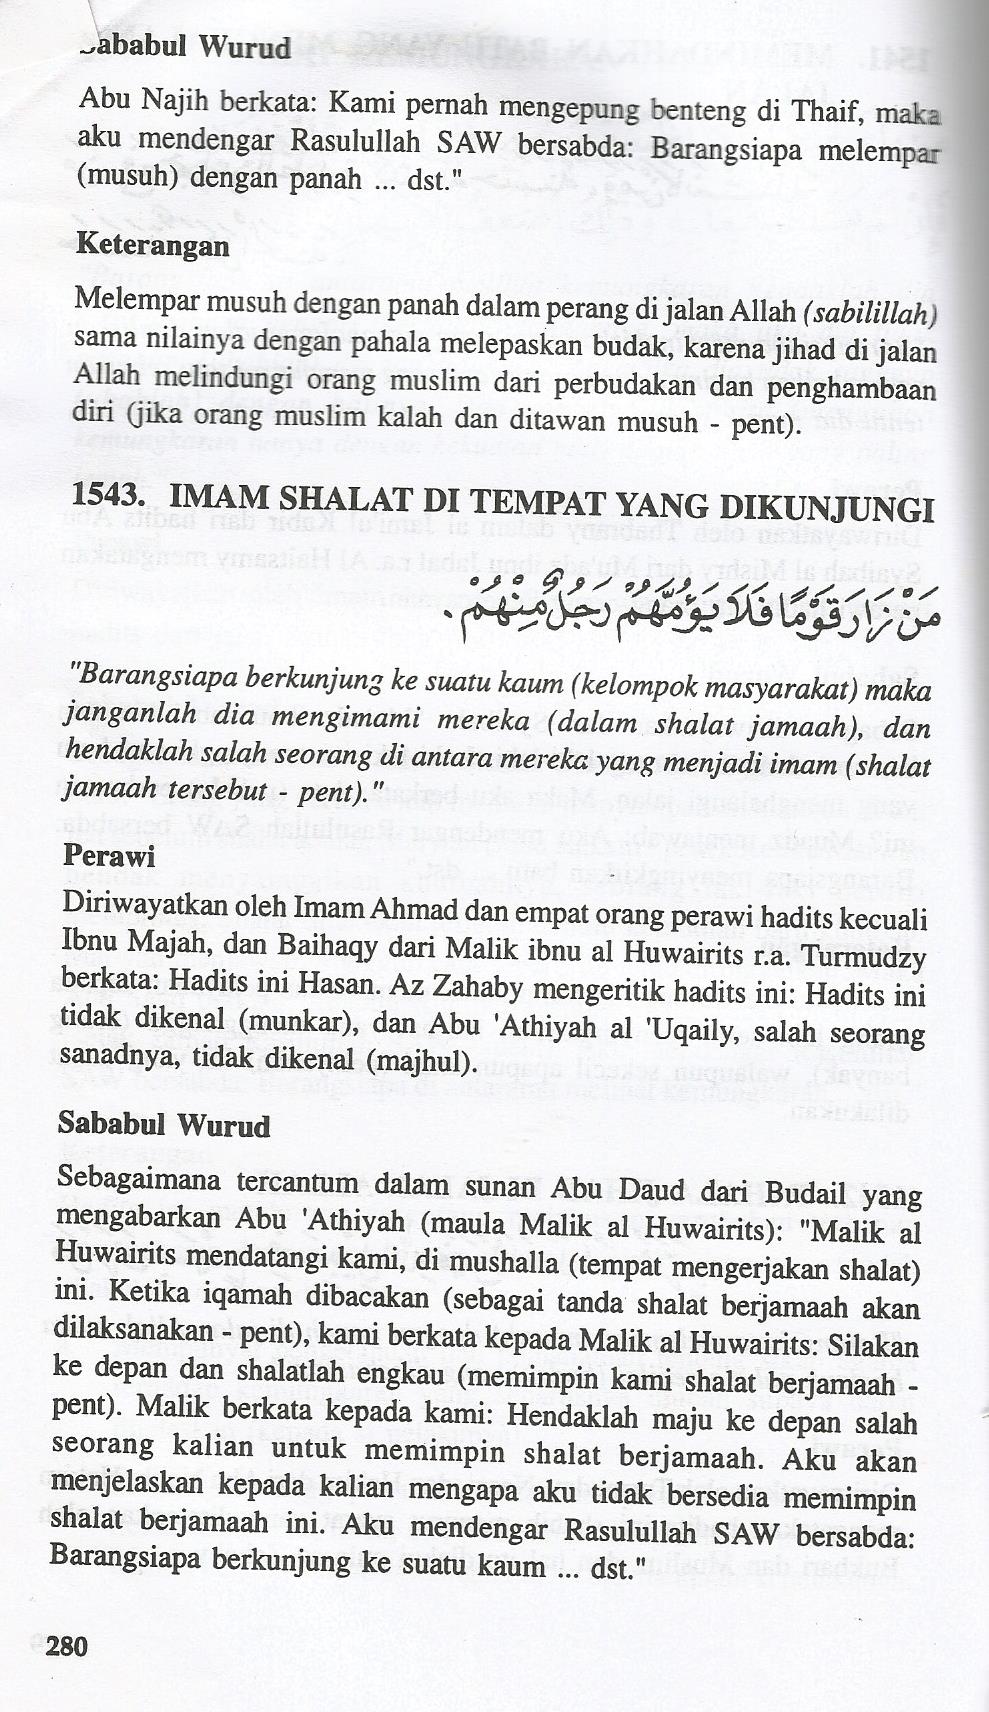 Sababul Wurud
Abu Najih berkata: Kami pernah mengepung benteng di Thaif, maka
aku mendengar Rasulullah SAW bersabda: Barangsiapa melempar
(musuh) dengan panah ... dst."
Keterangan
Melempar musuh dengan panah dalam perang di jalan Allah (sabilillah)
sama nilainya dengan pahala melepaskan budak, karena jihad di jalan
Allah melindungi orang muslim dari perbudakan dan penghambaan
diri (jika orang muslim kalah dan ditawan musuh - pent).
1543. IMAM SHALAT DI TEMPAT YANG DIKUNJUNGI
مَنْ زَارَ قَوْمًا فَلَا يَؤُمَّهُمْ رَجُلٌ مِنْهُمْ.
"Barangsiapa berkunjung ke suatu kaum (kelompok masyarakat) maka
janganlah dia mengimami mereka (dalam shalat jamaah), dan
hendaklah salah seorang di antara mereka yang menjadi imam (shalat
jamaah tersebut - pent)."
Perawi
Diriwayatkan oleh Imam Ahmad dan empat orang perawi hadits kecuali
Ibnu Majah, dan Baihaqy dari Malik ibnu al Huwairits r.a. Turmudzy
berkata: Hadits ini Hasan. Az Zahaby mengeritik hadits ini: Hadits ini
tidak dikenal (munkar), dan Abu 'Athiyah al 'Uqaily, salah seorang
sanadnya, tidak dikenal (majhul).
Sababul Wurud
Sebagaimana tercantum dalam sunan Abu Daud dari Budail yang
mengabarkan Abu 'Athiyah (maula Malik al Huwairits): "Malik al
Huwairits mendatangi kami, di mushalla (tempat mengerjakan shalat)
ini. Ketika iqamah dibacakan (sebagai tanda shalat berjamaah akan
dilaksanakan - pent), kami berkata kepada Malik al Huwairits: Silakan
ke depan dan shalatlah engkau (memimpin kami shalat berjamaah -
pent). Malik berkata kepada kami: Hendaklah maju ke depan salah
seorang kalian untuk memimpin shalat berjamaah. Aku akan
menjelaskan kepada kalian mengapa aku tidak bersedia memimpin
shalat berjamaah ini. Aku mendengar Rasulullah SAW bersabda:
Barangsiapa berkunjung ke suatu kaum ... dst."
280